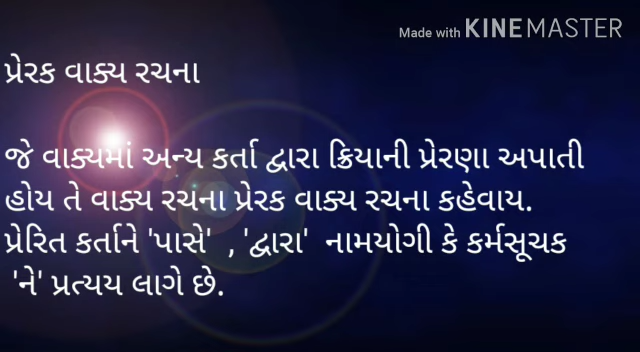 Made with KINEMASTER
પ્રેરક વાક્ય રચના
જે વાક્યમાં અન્ય કર્તા દ્વારા ક્રિયાની પ્રેરણા અપાતી
હોય તે વાક્ય રચના પ્રેરક વાક્ય રચના કહેવાય.
પ્રેરિત કર્તાને 'પાસે' , 'દ્વારા' નામયોગી કે કર્મસૂચક
'ને' પ્રત્યય લાગે છે.